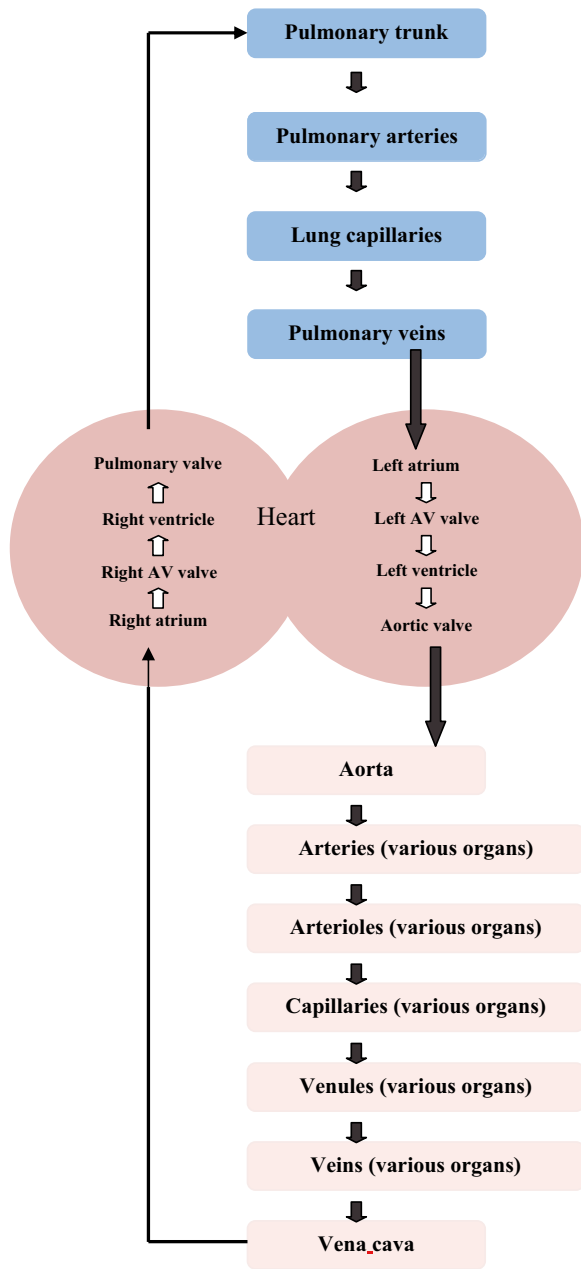 Pulmonary trunk
Pulmonary arteries
Lung capillaries
Pulmonary veins
Pulmonary valve
Right ventricle
Right AV valve
Right atrium
Heart
Left atrium
Left AV valve
Left ventricle
Aortic valve
Aorta
Arteries (various organs)
Arterioles (various organs)
Capillaries (various organs)
Venules (various organs)
Veins (various organs)
Vena cava